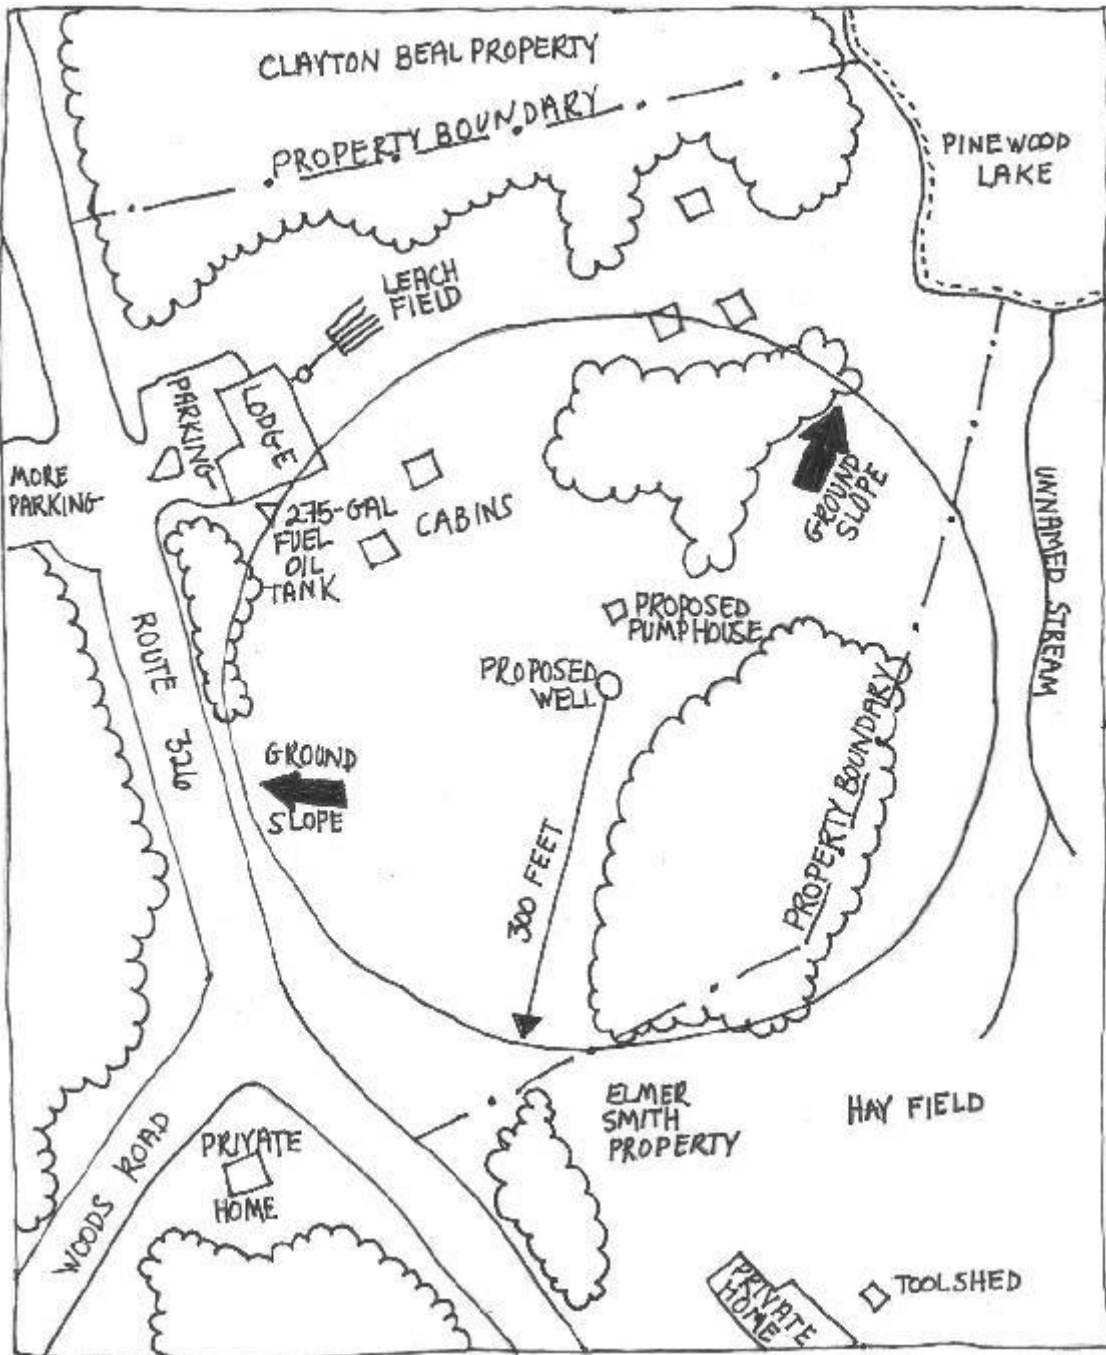 CLAYTON BEAL PROPERTY
PROPERTY BOUNDARY
PINEWOOD
LAKE
LEACH
FIELD
PARKING
LODGE
MORE
PARKING
275-GAL
FUEL
OIL
TANK
CABINS
GROUND
SLOPE
UNNAMED STREAM
PROPOSED
PUMPHOUSE
PROPOSED
WELL
ROUTE 326
GROUND
SLOPE
300 FEET
PROPERTY BOUNDARY
ELMER
SMITH
PROPERTY
HAY FIELD
WOODS ROAD
PRIVATE
HOME
PRIVATE
HOME
TOOLSHED